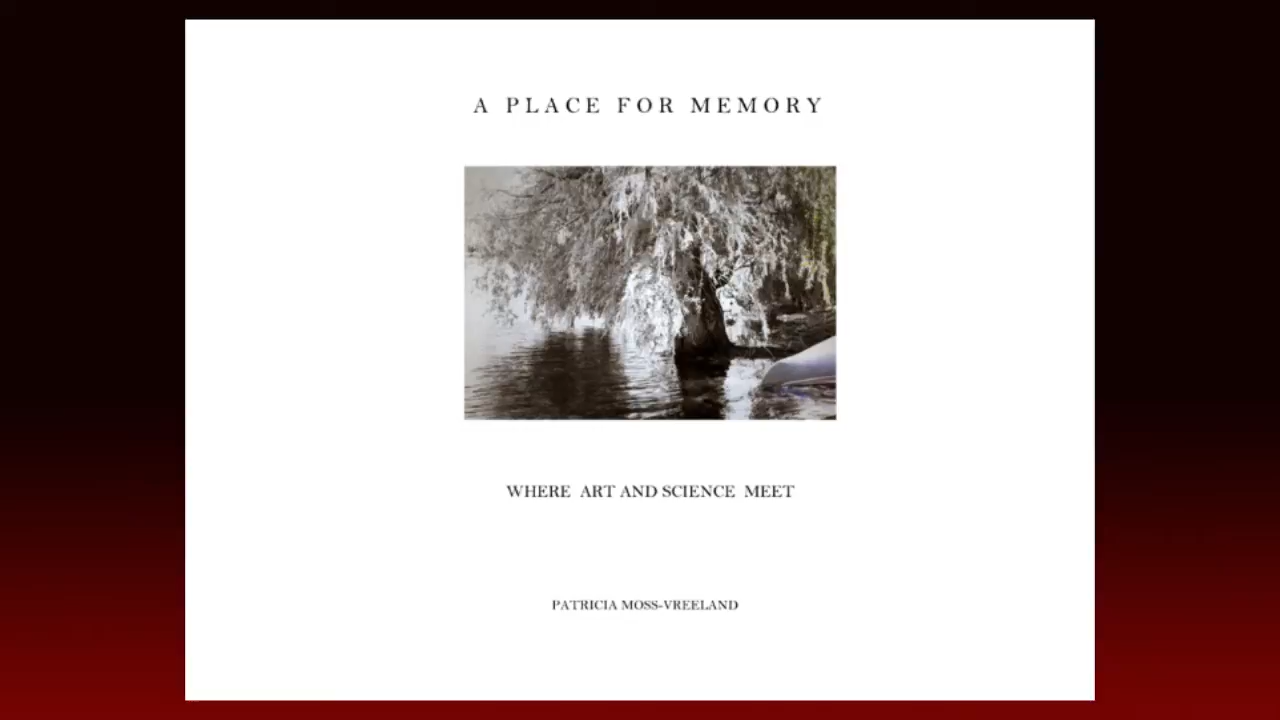 A PLACE FOR MEMORY
WHERE ART AND SCIENCE MEET
PATRICIA MOSS-VREELAND